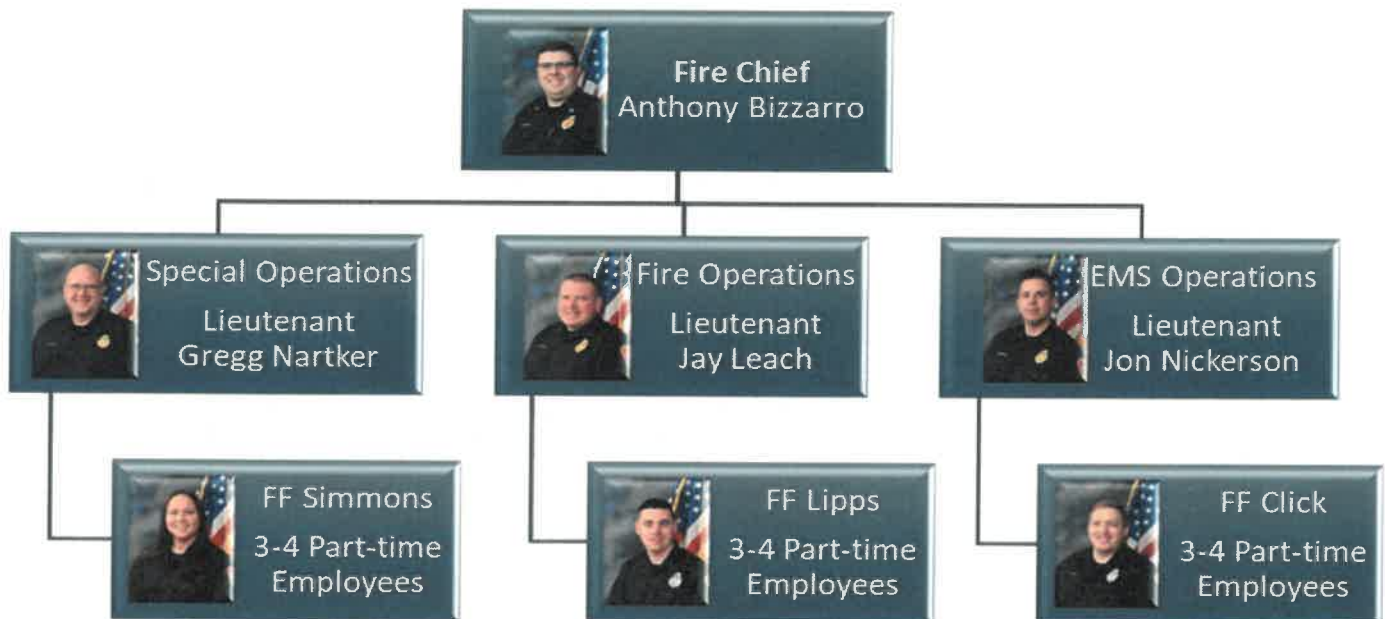 Fire Chief
Anthony Bizzarro
Special Operations
Lieutenant
Gregg Nartker
Fire Operations
Lieutenant
Jay Leach
EMS Operations
Lieutenant
Jon Nickerson
FF Simmons
3-4 Part-time
Employees
FF Lipps
3-4 Part-time
Employees
FF Click
3-4 Part-time
Employees